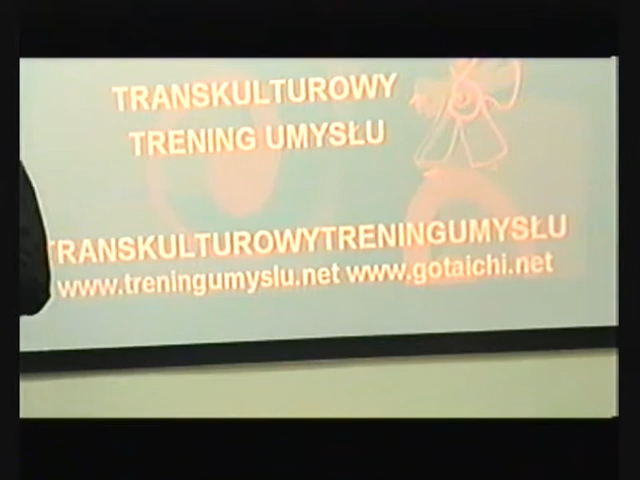 TRANSKULTUROWY
TRENING UMYSŁU
TRANSKULTUROWYTRENINGUMYSŁU
www.treningumyslu.net www.gotaichi.net